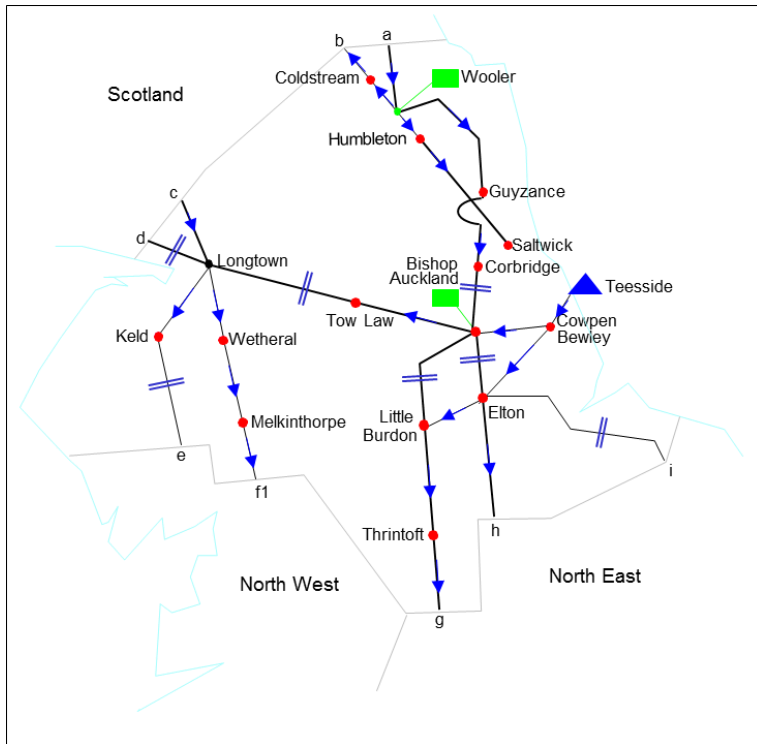 b
a
Coldstream
Wooler
Scotland
Humbleton
Guyzance
c
d
Longtown
Saltwick
Bishop
Auckland
Corbridge
Teesside
Tow Law
Cowpen
Bewley
Keld
Wetheral
Melkinthorpe
Little
Burdon
Elton
e
f1
i
h
Thrintoft
North West
North East
g